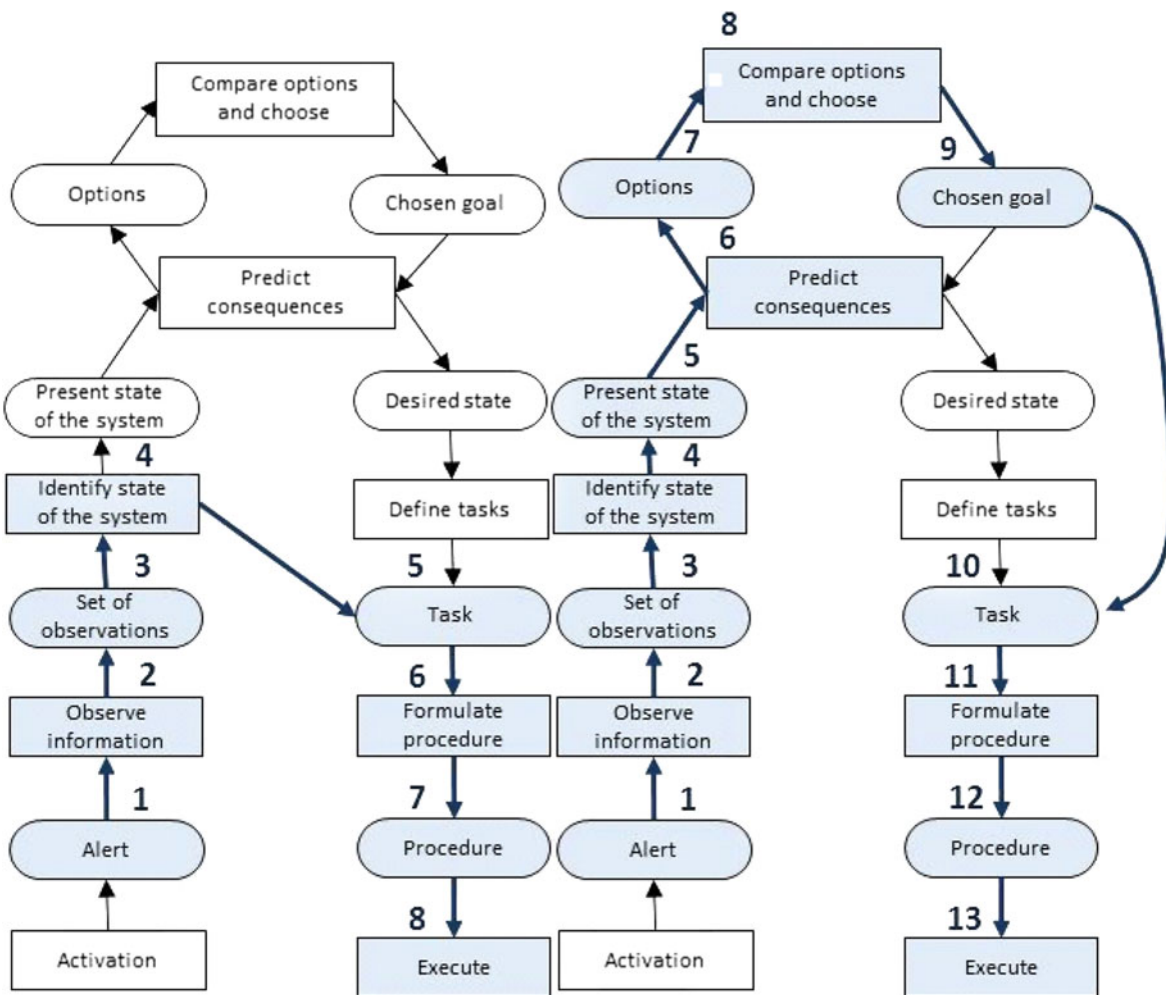 8
Compare options
and choose
Compare options
and choose
7
9
Options
Chosen goal
Options
Chosen goal
6
Predict
consequences
Predict
consequences
5
Present state
of the system
Desired state
Present state
of the system
Desired state
4
4
Identify state
of the system
Define tasks
Identify state
of the system
Define tasks
3
5
3
10
Set of
observations
Task
Set of
observations
Task
2
6
2
11
Observe
information
Formulate
procedure
Observe
information
Formulate
procedure
1
7
1
12
Alert
Procedure
Alert
Procedure
8
13
Activation
Execute
Activation
Execute